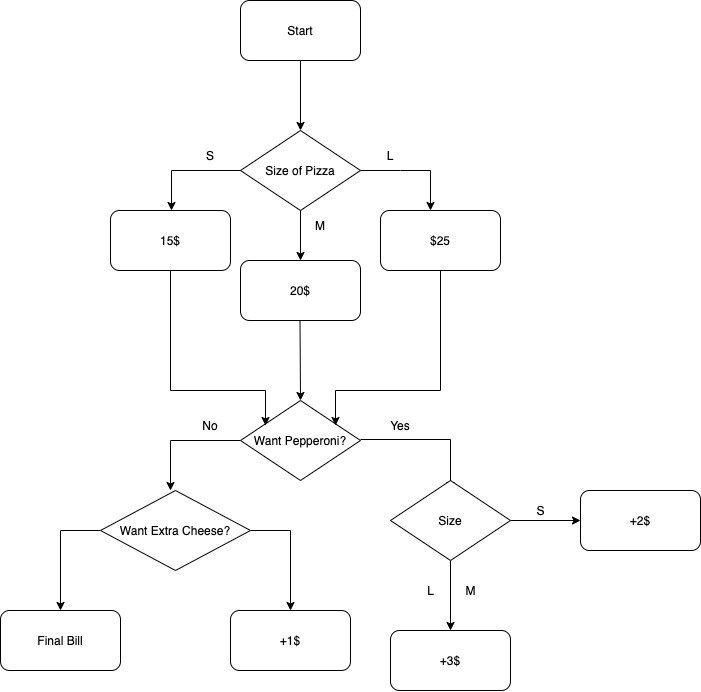 Start
S
Size of Pizza
L
15$
M
$25
20$
No
Want Pepperoni?
Yes
Want Extra Cheese?
Size
S
+2$
L
M
Final Bill
+1$
+3$